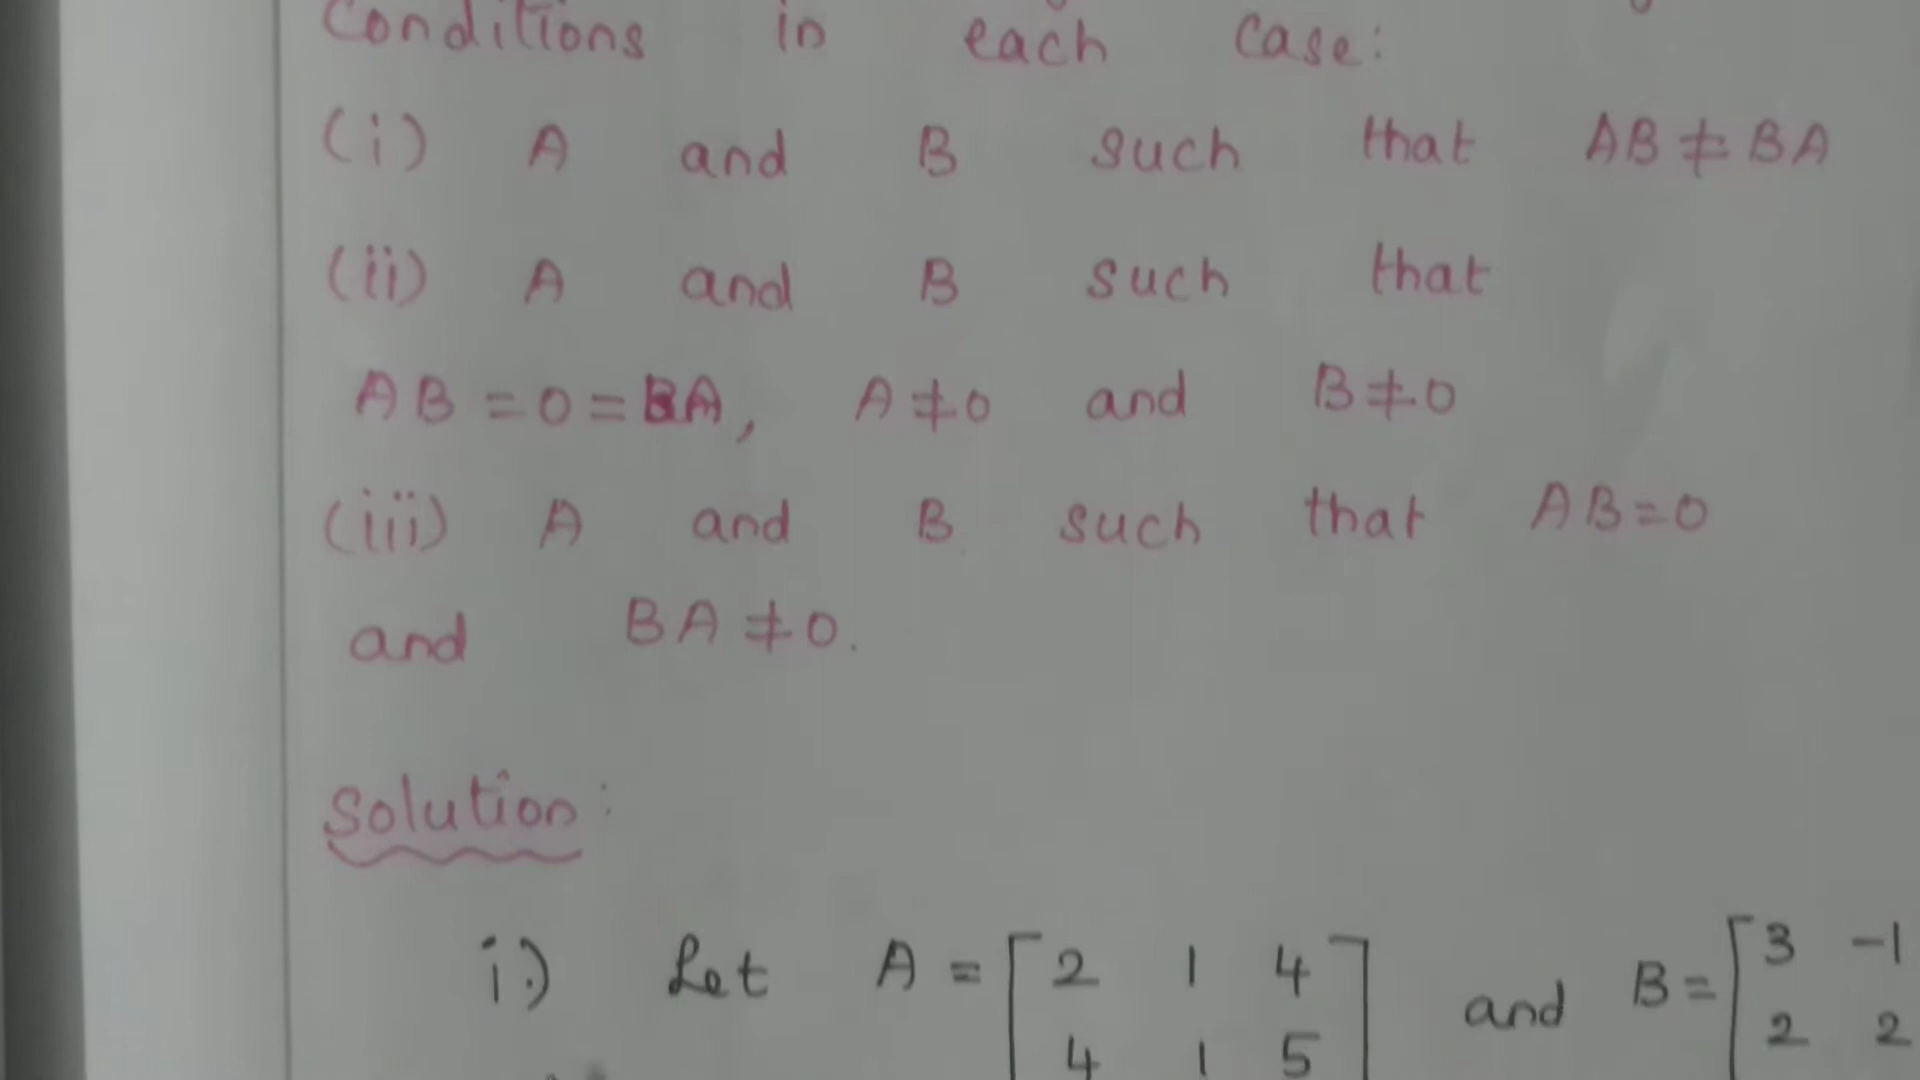 Conditions in each case:
(i) A and B such that AB ≠ BA
(ii) A and B such that
AB = 0 = BA, A ≠ 0 and B ≠ 0
(iii) A and B such that AB = 0
and BA ≠ 0.
Solution:
i.) Let A = [ 2 1 4 ] and B = [ 3 -1
4 1 5 2 2